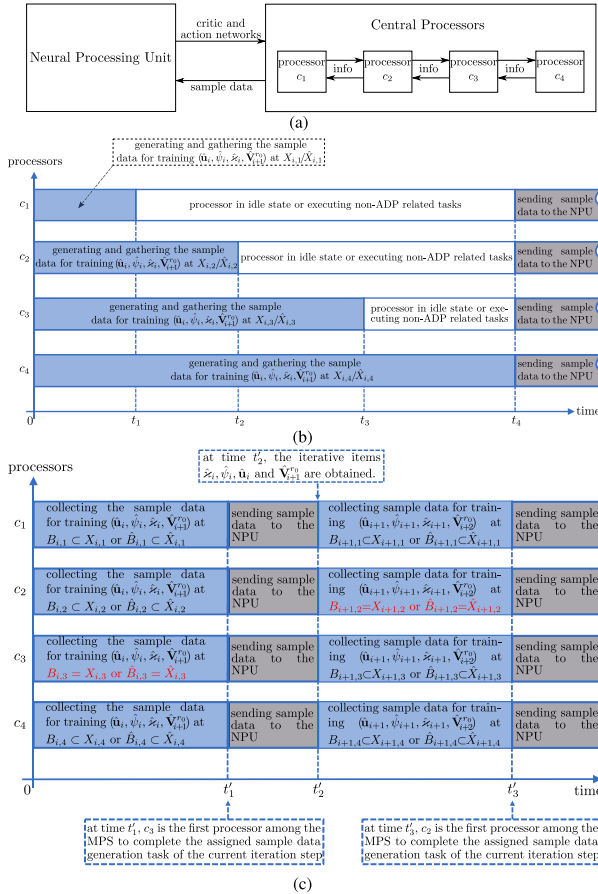 critic and
action networks
Neural Processing Unit
sample data
Central Processors
processor
c₁
info
processor
c₂
info
processor
c₃
info
processor
c₄
(a)
generating and gathering the sample
data for training (ûᵢ, ψ̂ᵢ, ϰ̂ᵢ, V̂ᵢ₊₁^{r₀}) at Xᵢ,₁/X̂ᵢ,₁
processors
c₁
processor in idle state or executing non-ADP related tasks
sending sample
data to the NPU
c₂
generating and gathering the sample
data for training (ûᵢ, ψ̂ᵢ, ϰ̂ᵢ, V̂ᵢ₊₁^{r₀}) at Xᵢ,₂/X̂ᵢ,₂
processor in idle state or executing non-ADP related tasks
sending sample
data to the NPU
c₃
generating and gathering the sample
data for training (ûᵢ, ψ̂ᵢ, ϰ̂ᵢ, V̂ᵢ₊₁^{r₀}) at Xᵢ,₃/X̂ᵢ,₃
processor in idle state or exe-
cuting non-ADP related tasks
sending sample
data to the NPU
c₄
generating and gathering the sample
data for training (ûᵢ, ψ̂ᵢ, ϰ̂ᵢ, V̂ᵢ₊₁^{r₀}) at Xᵢ,₄/X̂ᵢ,₄
sending sample
data to the NPU
0
t₁
t₂
t₃
t₄
time
(b)
at time t′₂, the iterative items
ϰ̂ᵢ, ψ̂ᵢ, ûᵢ and V̂ᵢ₊₁^{r₀} are obtained.
processors
c₁
collecting the sample data
for training (ûᵢ, ψ̂ᵢ, ϰ̂ᵢ, V̂ᵢ₊₁^{r₀}) at
Bᵢ,₁ ⊂ Xᵢ,₁ or B̂ᵢ,₁ ⊂ X̂ᵢ,₁
sending sample
data to the
NPU
collecting sample data for train-
ing (ûᵢ₊₁, ψ̂ᵢ₊₁, ϰ̂ᵢ₊₁, V̂ᵢ₊₂^{r₀}) at
Bᵢ₊₁,₁⊂Xᵢ₊₁,₁ or B̂ᵢ₊₁,₁⊂X̂ᵢ₊₁,₁
sending sample
data to the
NPU
c₂
collecting the sample data
for training (ûᵢ, ψ̂ᵢ, ϰ̂ᵢ, V̂ᵢ₊₁^{r₀}) at
Bᵢ,₂ ⊂ Xᵢ,₂ or B̂ᵢ,₂ ⊂ X̂ᵢ,₂
sending sample
data to the
NPU
collecting sample data for train-
ing (ûᵢ₊₁, ψ̂ᵢ₊₁, ϰ̂ᵢ₊₁, V̂ᵢ₊₂^{r₀}) at
Bᵢ₊₁,₂=Xᵢ₊₁,₂ or B̂ᵢ₊₁,₂=X̂ᵢ₊₁,₂
sending sample
data to the
NPU
c₃
collecting the sample data
for training (ûᵢ, ψ̂ᵢ, ϰ̂ᵢ, V̂ᵢ₊₁^{r₀}) at
Bᵢ,₃ = Xᵢ,₃ or B̂ᵢ,₃ = X̂ᵢ,₃
sending sample
data to the
NPU
collecting sample data for train-
ing (ûᵢ₊₁, ψ̂ᵢ₊₁, ϰ̂ᵢ₊₁, V̂ᵢ₊₂^{r₀}) at
Bᵢ₊₁,₃⊂Xᵢ₊₁,₃ or B̂ᵢ₊₁,₃⊂X̂ᵢ₊₁,₃
sending sample
data to the
NPU
c₄
collecting the sample data
for training (ûᵢ, ψ̂ᵢ, ϰ̂ᵢ, V̂ᵢ₊₁^{r₀}) at
Bᵢ,₄ ⊂ Xᵢ,₄ or B̂ᵢ,₄ ⊂ X̂ᵢ,₄
sending sample
data to the
NPU
collecting sample data for train-
ing (ûᵢ₊₁, ψ̂ᵢ₊₁, ϰ̂ᵢ₊₁, V̂ᵢ₊₂^{r₀}) at
Bᵢ₊₁,₄⊂Xᵢ₊₁,₄ or B̂ᵢ₊₁,₄⊂X̂ᵢ₊₁,₄
sending sample
data to the
NPU
0
t′₁
t′₂
t′₃
time
at time t′₁, c₃ is the first processor among the
MPS to complete the assigned sample data
generation task of the current iteration step
at time t′₃, c₂ is the first processor among the
MPS to complete the assigned sample data
generation task of the current iteration step
(c)